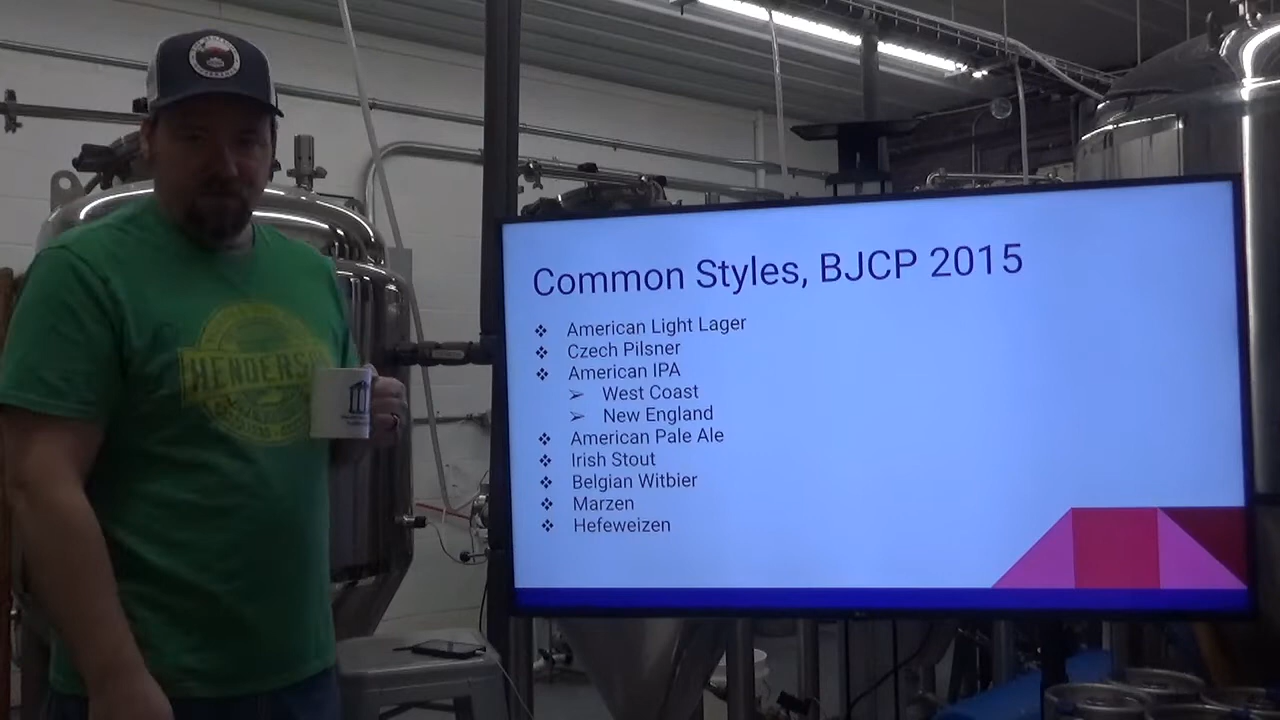 Common Styles, BJCP 2015
American Light Lager
Czech Pilsner
American IPA
West Coast
New England
American Pale Ale
Irish Stout
Belgian Witbier
Marzen
Hefeweizen